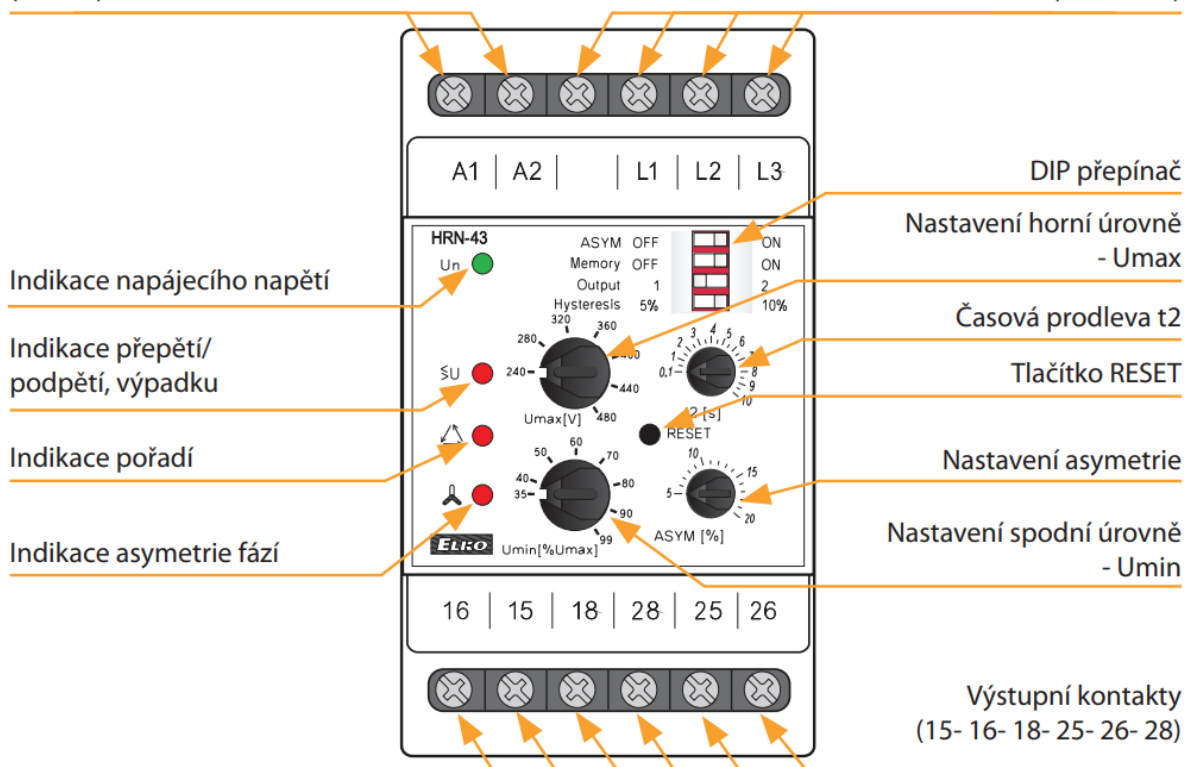 A1 A2 L1 L2 L3
DIP přepínač
Nastavení horní úrovně
- Umax
Časová prodleva t2
Tlačítko RESET
Nastavení asymetrie
Nastavení spodní úrovně
- Umin
Indikace napájecího napětí
Indikace přepětí/
podpětí, výpadku
Indikace pořadí
Indikace asymetrie fází
HRN-43
Un
ASYM OFF ON
Memory OFF ON
Output 1 2
Hysteresis 5% 10%
240 280 320 360 440 480
Umax[V]
0,1 1 2 3 4 5 6 7 8 9 10
2 [s]
U
RESET
35 40 50 60 70 80 90 99
Umin[%Umax]
5 10 15 20
ASYM [%]
ELKO
16 15 18 28 25 26
Výstupní kontakty
(15- 16- 18- 25- 26- 28)